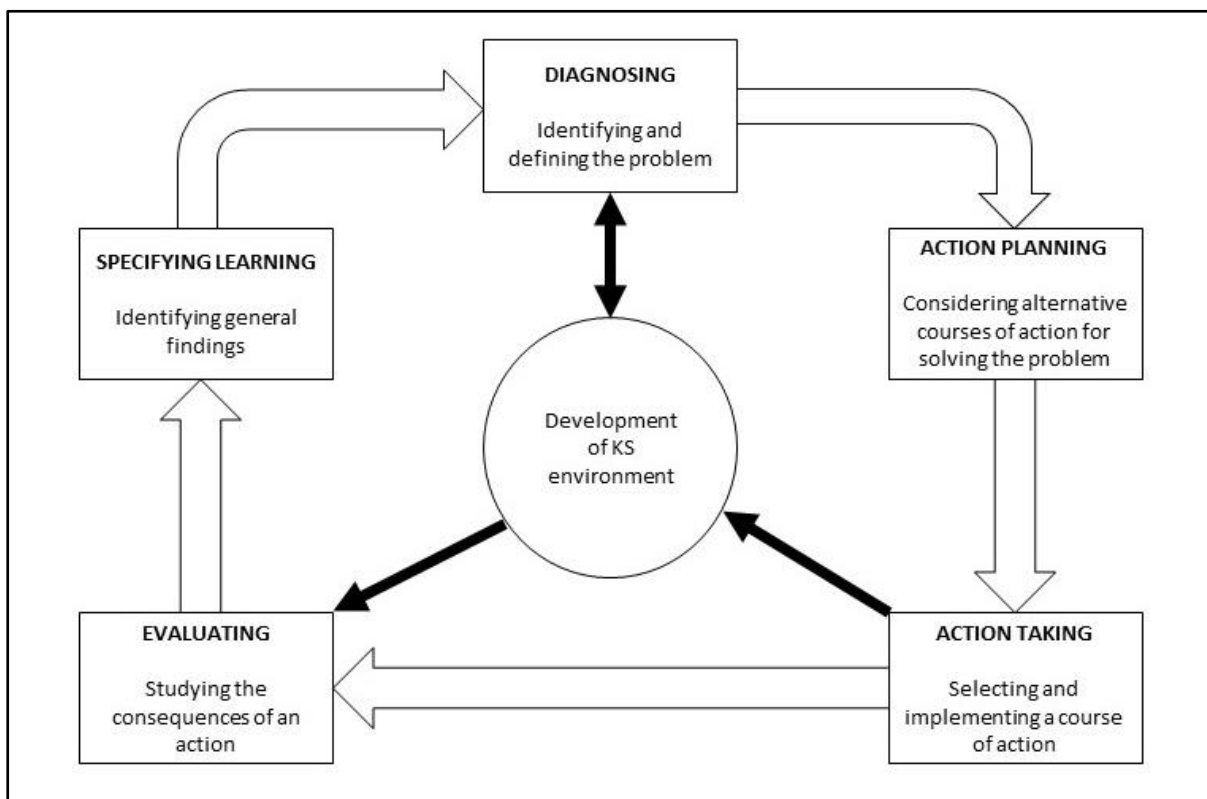 DIAGNOSING
Identifying and
defining the problem
ACTION PLANNING
Considering alternative
courses of action for
solving the problem
ACTION TAKING
Selecting and
implementing a course
of action
EVALUATING
Studying the
consequences of an
action
SPECIFYING LEARNING
Identifying general
findings
Development
of KS
environment